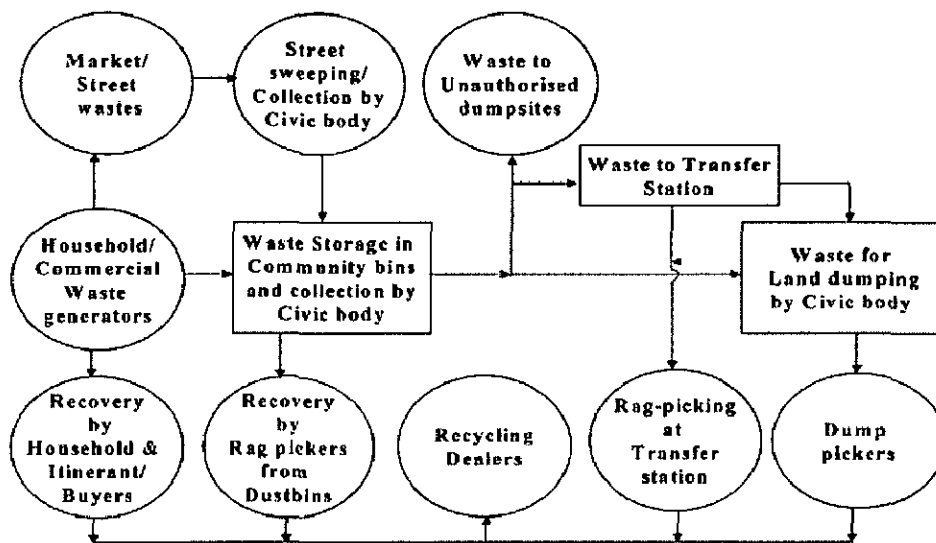 Market/
Street
wastes
Street
sweeping/
Collection by
Civic body
Waste to
Unauthorised
dumpsites
Waste to Transfer
Station
Household/
Commercial
Waste
generators
Waste Storage in
Community bins
and collection by
Civic body
Waste for
Land dumping
by Civic body
Recovery
by
Household &
Itinerant/
Buyers
Recovery
by
Rag pickers
from
Dustbins
Recycling
Dealers
Rag-picking
at
Transfer
station
Dump
pickers